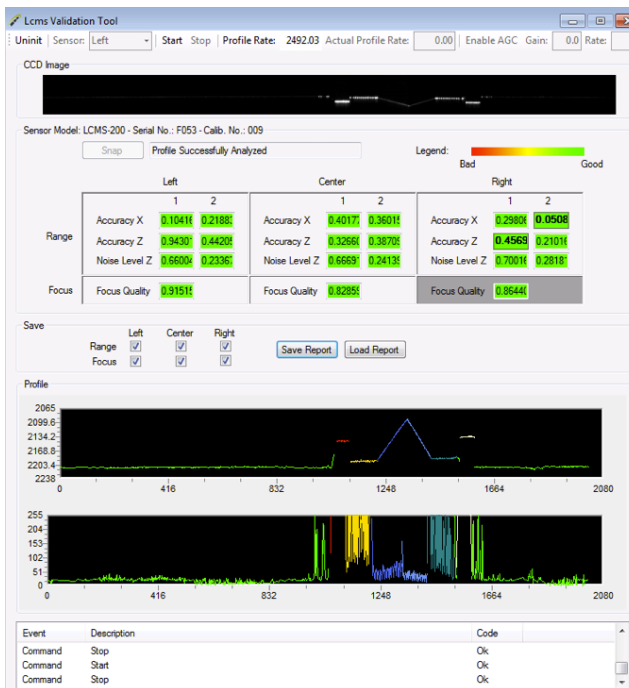 Lcms Validation Tool
Uninit Sensor: Left Start Stop Profile Rate: 2492.03 Actual Profile Rate: 0.00 Enable AGC Gain: 0.0 Rate:
CCD Image
Sensor Model: LCMS-200 - Serial No.: F053 - Calib. No.: 009
Snap Profile Successfully Analyzed Legend:
Bad Good
Left Center Right
1 2 1 2 1 2
Accuracy X 0.10416 0.21883 Accuracy X 0.40177 0.36015 Accuracy X 0.29806 0.0508
Range Accuracy Z 0.94301 0.44205 Accuracy Z 0.32660 0.38709 Accuracy Z 0.4569 0.21016
Noise Level Z 0.66004 0.23367 Noise Level Z 0.66691 0.24139 Noise Level Z 0.70016 0.28181
Focus Focus Quality 0.91515 Focus Quality 0.82859 Focus Quality 0.86440
Save
Left Center Right
Range
Focus
Save Report Load Report
Profile
2065
2099.6
2134.2
2168.8
2203.4
2238
0 416 832 1248 1664 2080
255
204
153
102
51
0
0 416 832 1248 1664 2080
Event Description Code
Command Stop Ok
Command Start Ok
Command Stop Ok